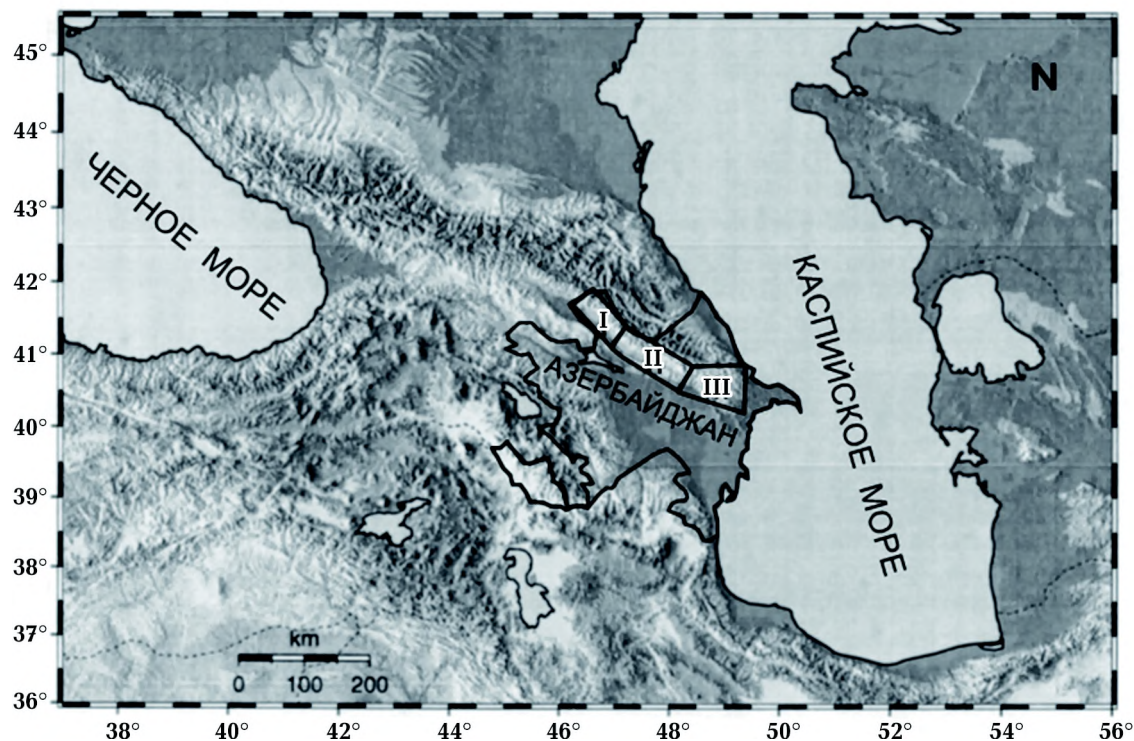 45°
44°
43°
42°
41°
40°
39°
38°
37°
36°
N
ЧЕРНОЕ МОРЕ
КАСПИЙСКОЕ МОРЕ
I
II
III
АЗЕРБАЙДЖАН
km
0 100 200
38° 40° 42° 44° 46° 48° 50° 52° 54° 56°